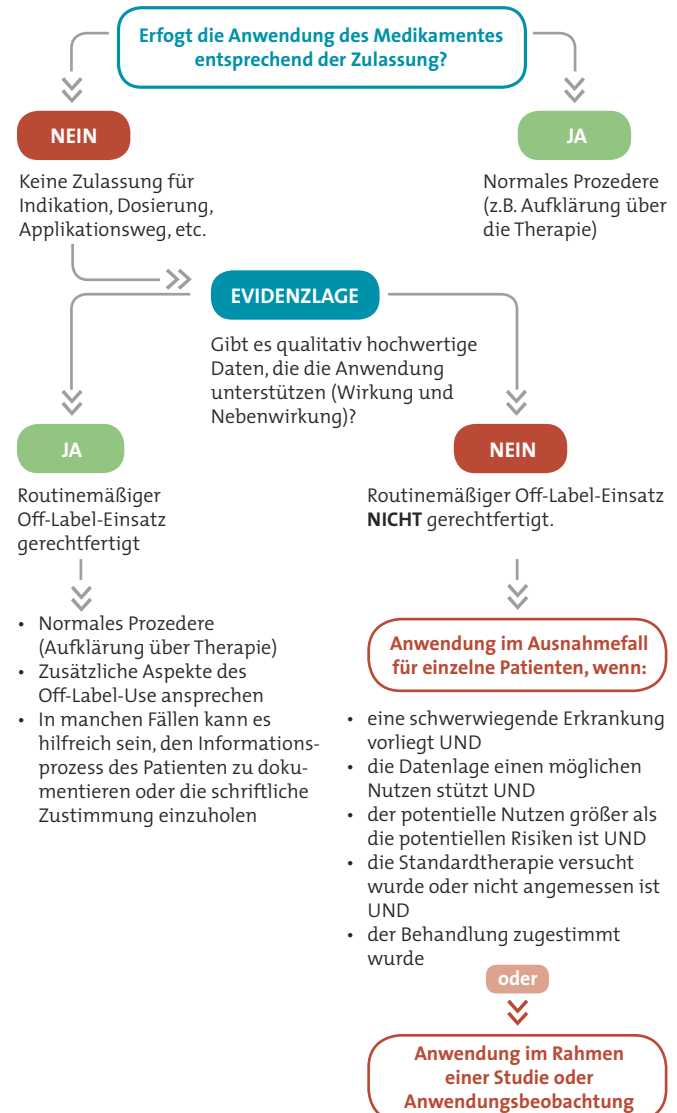 Erfogt die Anwendung des Medikamentes
entsprechend der Zulassung?
NEIN
Keine Zulassung für
Indikation, Dosierung,
Applikationsweg, etc.
JA
Normales Prozedere
(z.B. Aufklärung über
die Therapie)
EVIDENZLAGE
Gibt es qualitativ hochwertige
Daten, die die Anwendung
unterstützen (Wirkung und
Nebenwirkung)?
JA
Routinemäßiger
Off-Label-Einsatz
gerechtfertigt
• Normales Prozedere
(Aufklärung über Therapie)
• Zusätzliche Aspekte des
Off-Label-Use ansprechen
• In manchen Fällen kann es
hilfreich sein, den Informations-
prozess des Patienten zu doku-
mentieren oder die schriftliche
Zustimmung einzuholen
NEIN
Routinemäßiger Off-Label-Einsatz
NICHT gerechtfertigt.
Anwendung im Ausnahmefall
für einzelne Patienten, wenn:
• eine schwerwiegende Erkrankung
vorliegt UND
• die Datenlage einen möglichen
Nutzen stützt UND
• der potentielle Nutzen größer als
die potentiellen Risiken ist UND
• die Standardtherapie versucht
wurde oder nicht angemessen ist
UND
• der Behandlung zugestimmt
wurde
oder
Anwendung im Rahmen
einer Studie oder
Anwendungsbeobachtung